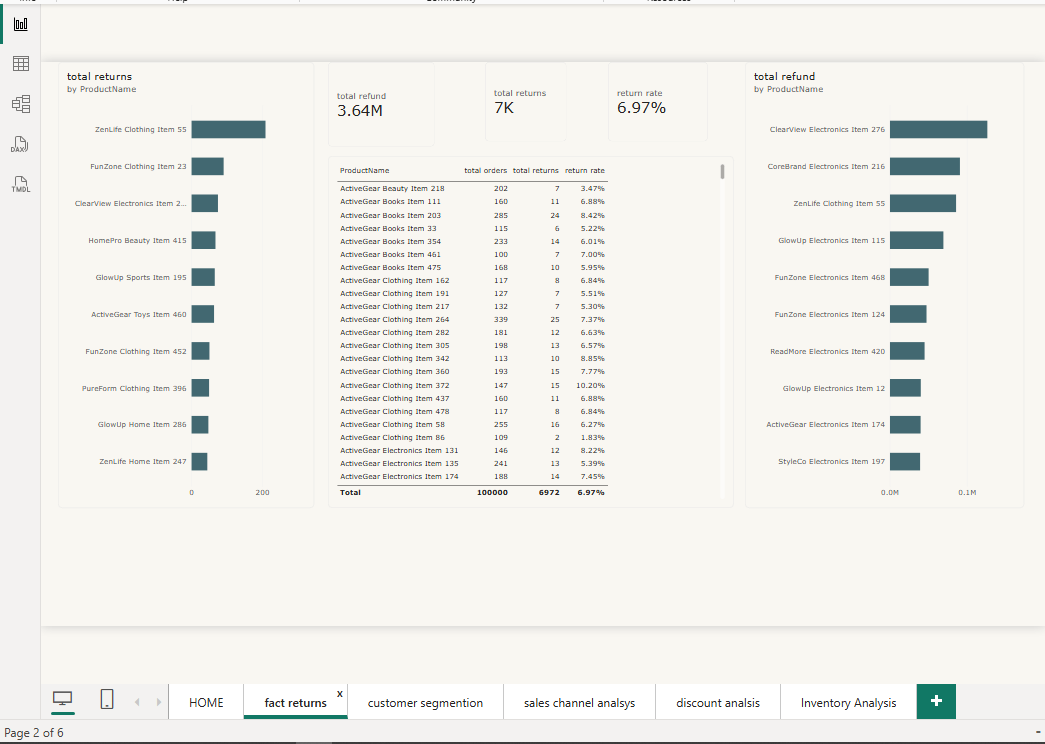 Help
Community
Resources
total returns
by ProductName
ZenLife Clothing Item 55
FunZone Clothing Item 23
ClearView Electronics Item 2...
HomePro Beauty Item 415
GlowUp Sports Item 195
ActiveGear Toys Item 460
FunZone Clothing Item 452
PureForm Clothing Item 396
GlowUp Home Item 286
ZenLife Home Item 247
0 200
total refund
3.64M
total returns
7K
return rate
6.97%
ProductName total orders total returns return rate
ActiveGear Beauty Item 218 202 7 3.47%
ActiveGear Books Item 111 160 11 6.88%
ActiveGear Books Item 203 285 24 8.42%
ActiveGear Books Item 33 115 6 5.22%
ActiveGear Books Item 354 233 14 6.01%
ActiveGear Books Item 461 100 7 7.00%
ActiveGear Books Item 475 168 10 5.95%
ActiveGear Clothing Item 162 117 8 6.84%
ActiveGear Clothing Item 191 127 7 5.51%
ActiveGear Clothing Item 217 132 7 5.30%
ActiveGear Clothing Item 264 339 25 7.37%
ActiveGear Clothing Item 282 181 12 6.63%
ActiveGear Clothing Item 305 198 13 6.57%
ActiveGear Clothing Item 342 113 10 8.85%
ActiveGear Clothing Item 360 193 15 7.77%
ActiveGear Clothing Item 372 147 15 10.20%
ActiveGear Clothing Item 437 160 11 6.88%
ActiveGear Clothing Item 478 117 8 6.84%
ActiveGear Clothing Item 58 255 16 6.27%
ActiveGear Clothing Item 86 109 2 1.83%
ActiveGear Electronics Item 131 146 12 8.22%
ActiveGear Electronics Item 135 241 13 5.39%
ActiveGear Electronics Item 174 188 14 7.45%
Total 100000 6972 6.97%
total refund
by ProductName
ClearView Electronics Item 276
CoreBrand Electronics Item 216
ZenLife Clothing Item 55
GlowUp Electronics Item 115
FunZone Electronics Item 468
FunZone Electronics Item 124
ReadMore Electronics Item 420
GlowUp Electronics Item 12
ActiveGear Electronics Item 174
StyleCo Electronics Item 197
0.0M 0.1M
DAX
TMDL
HOME
fact returns x
customer segmention
sales channel analsys
discount analsis
Inventory Analysis
+
Page 2 of 6
-